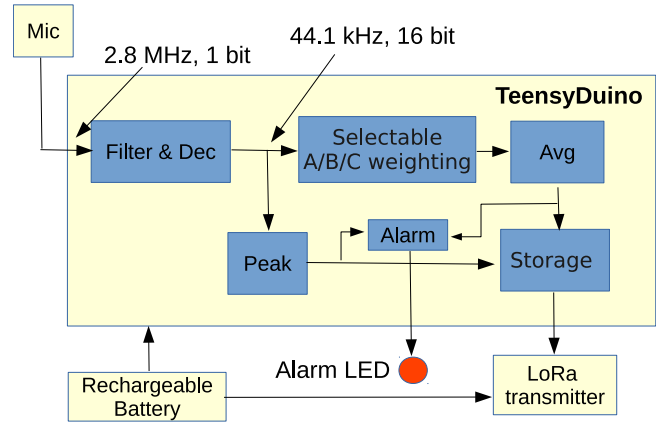 Mic
2.8 MHz, 1 bit
44.1 kHz, 16 bit
TeensyDuino
Filter & Dec
Selectable
A/B/C weighting
Avg
Alarm
Peak
Storage
Alarm LED
Rechargeable
Battery
LoRa
transmitter